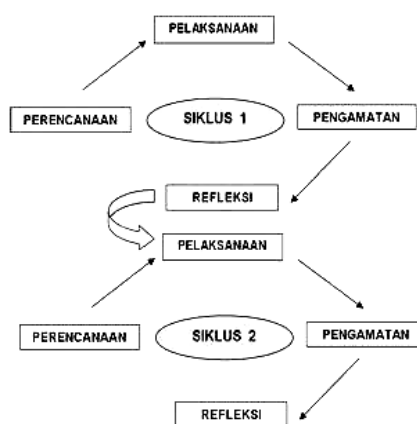 PELAKSANAAN
PERENCANAAN
SIKLUS 1
PENGAMATAN
REFLEKSI
PELAKSANAAN
PERENCANAAN
SIKLUS 2
PENGAMATAN
REFLEKSI